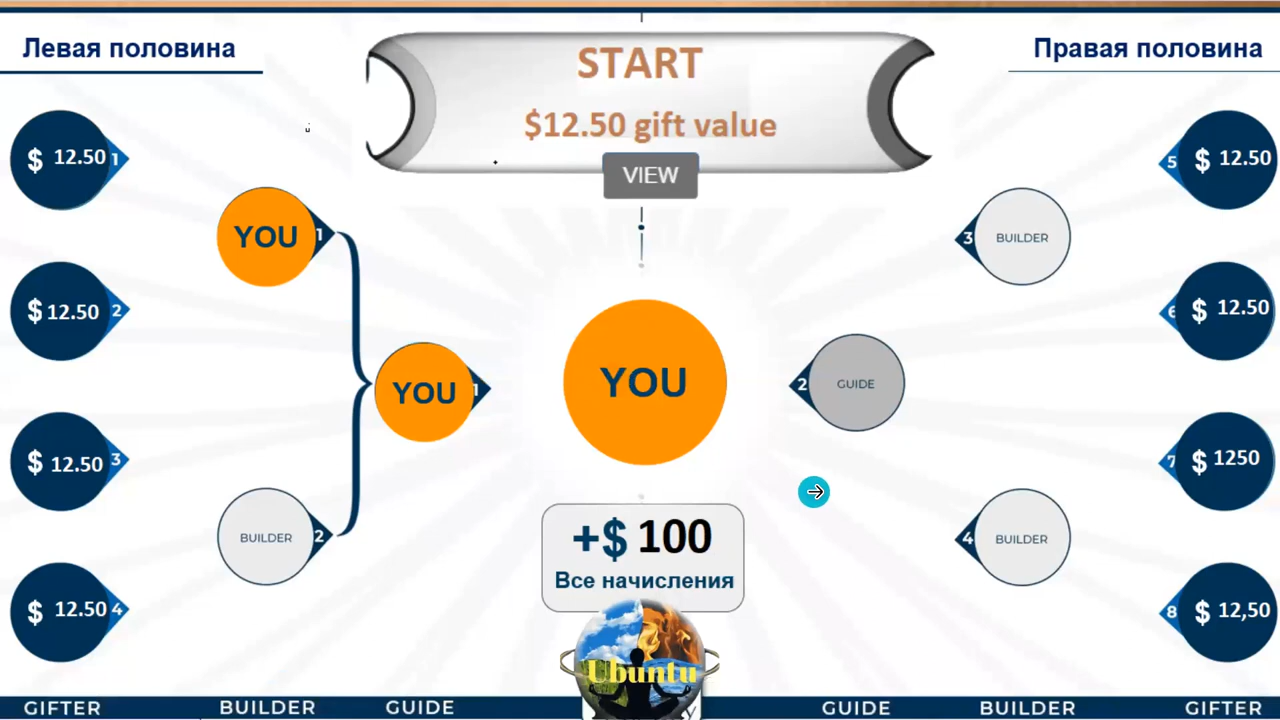 Левая половина
START
Правая половина
$12.50 gift value
VIEW
$ 12.50 1
$ 12.50 2
$ 12.50 3
$ 12.50 4
YOU 1
BUILDER 2
YOU 1
YOU
2 GUIDE
3 BUILDER
4 BUILDER
5 $ 12.50
6 $ 12.50
7 $ 1250
8 $ 12,50
+$ 100
Все начисления
Ubuntu
GIFTER BUILDER GUIDE GUIDE BUILDER GIFTER